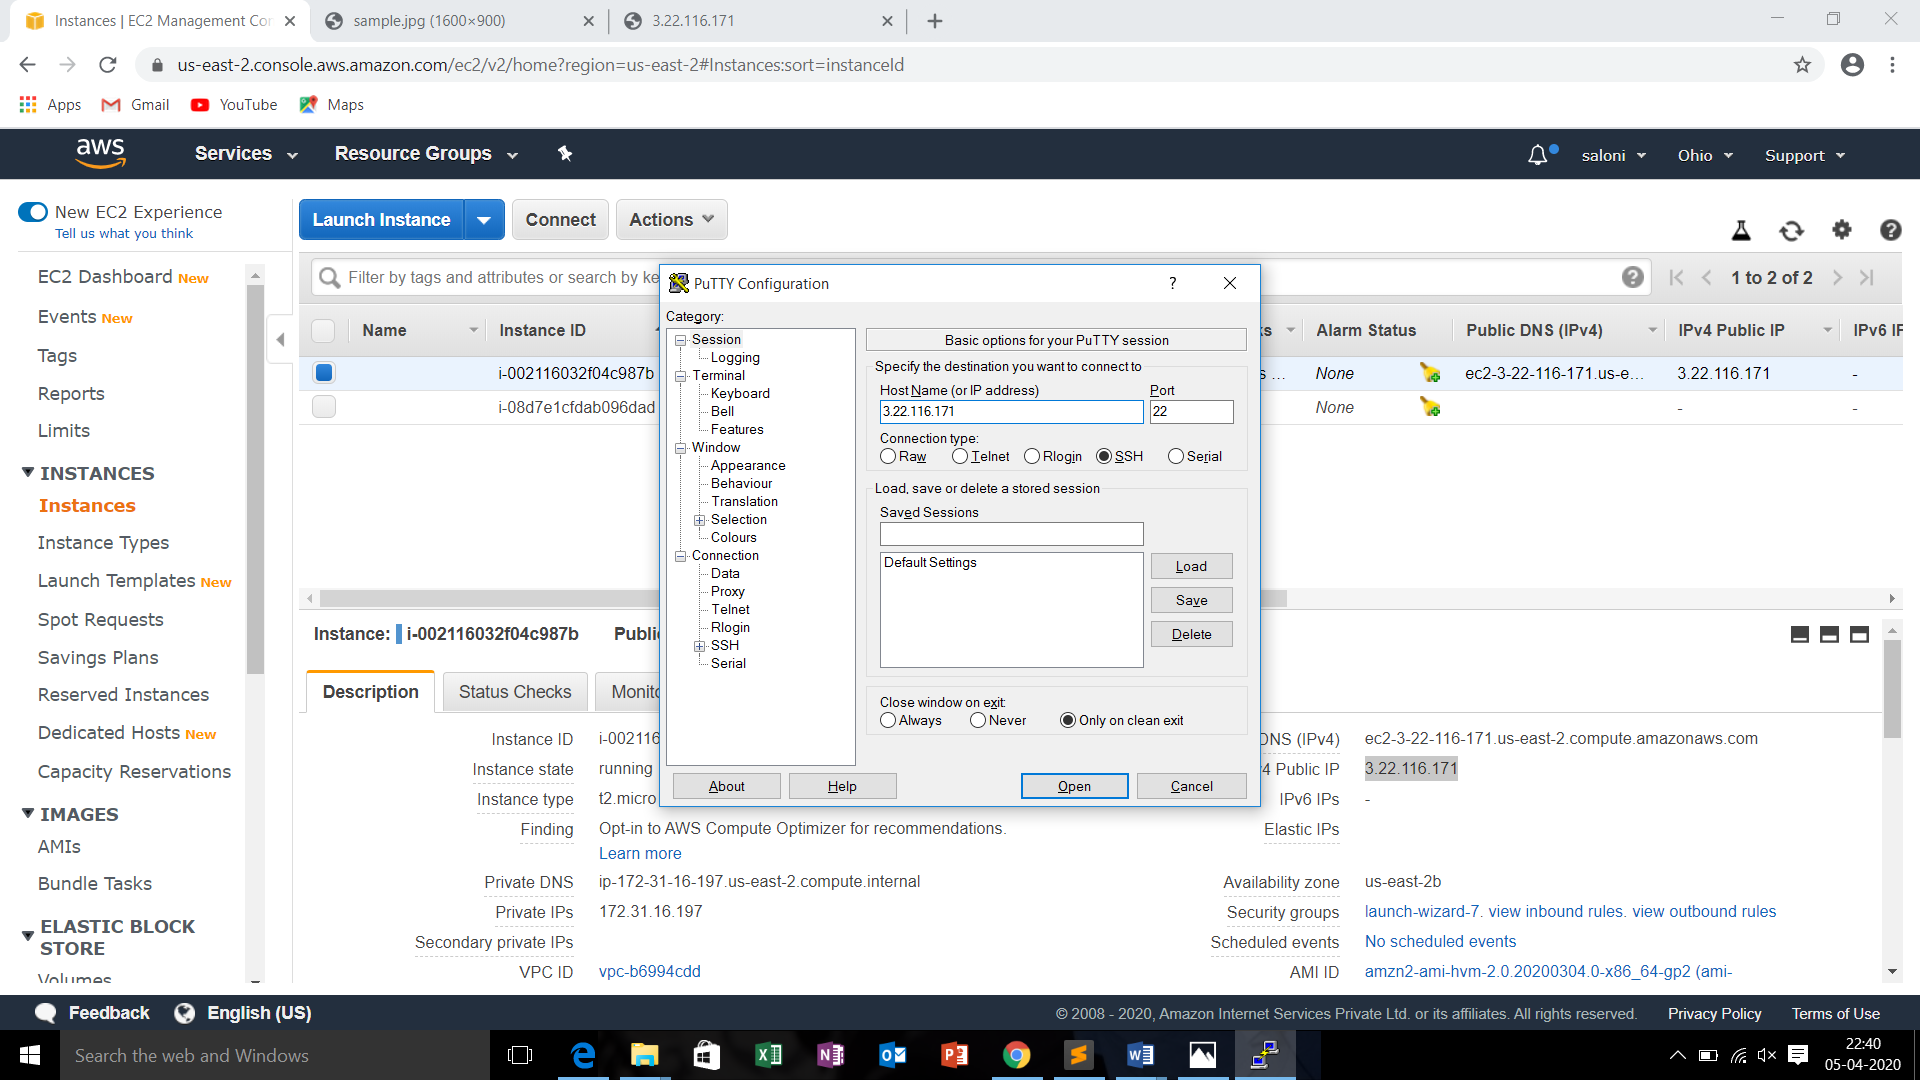 Instances | EC2 Management Con
sample.jpg (1600×900)
3.22.116.171
us-east-2.console.aws.amazon.com/ec2/v2/home?region=us-east-2#Instances:sort=instanceId
Apps
Gmail
YouTube
Maps
aws
Services
Resource Groups
saloni
Ohio
Support
New EC2 Experience
Tell us what you think
EC2 Dashboard New
Events New
Tags
Reports
Limits
INSTANCES
Instances
Instance Types
Launch Templates New
Spot Requests
Savings Plans
Reserved Instances
Dedicated Hosts New
Capacity Reservations
IMAGES
AMIs
Bundle Tasks
ELASTIC BLOCK
STORE
Volumes
Launch Instance
Connect
Actions
Filter by tags and attributes or search by ke
1 to 2 of 2
Name
Instance ID
Alarm Status
Public DNS (IPv4)
IPv4 Public IP
IPv6 IP
i-002116032f04c987b
s ...
None
ec2-3-22-116-171.us-e...
3.22.116.171
-
i-08d7e1cfdab096dad
None
-
-
PuTTY Configuration
?
Category:
Session
Logging
Terminal
Keyboard
Bell
Features
Window
Appearance
Behaviour
Translation
Selection
Colours
Connection
Data
Proxy
Telnet
Rlogin
SSH
Serial
Basic options for your PuTTY session
Specify the destination you want to connect to
Host Name (or IP address)
Port
3.22.116.171
22
Connection type:
Raw
Telnet
Rlogin
SSH
Serial
Load, save or delete a stored session
Saved Sessions
Default Settings
Load
Save
Delete
Close window on exit:
Always
Never
Only on clean exit
About
Help
Open
Cancel
Instance:
i-002116032f04c987b
Publi
Description
Status Checks
Monito
Instance ID
i-002116
Instance state
running
Instance type
t2.micro
Finding
Opt-in to AWS Compute Optimizer for recommendations.
Learn more
Private DNS
ip-172-31-16-197.us-east-2.compute.internal
Private IPs
172.31.16.197
Secondary private IPs
VPC ID
vpc-b6994cdd
DNS (IPv4)
ec2-3-22-116-171.us-east-2.compute.amazonaws.com
4 Public IP
3.22.116.171
IPv6 IPs
-
Elastic IPs
Availability zone
us-east-2b
Security groups
launch-wizard-7. view inbound rules. view outbound rules
Scheduled events
No scheduled events
AMI ID
amzn2-ami-hvm-2.0.20200304.0-x86_64-gp2 (ami-
Feedback
English (US)
© 2008 - 2020, Amazon Internet Services Private Ltd. or its affiliates. All rights reserved.
Privacy Policy
Terms of Use
Search the web and Windows
22:40
05-04-2020